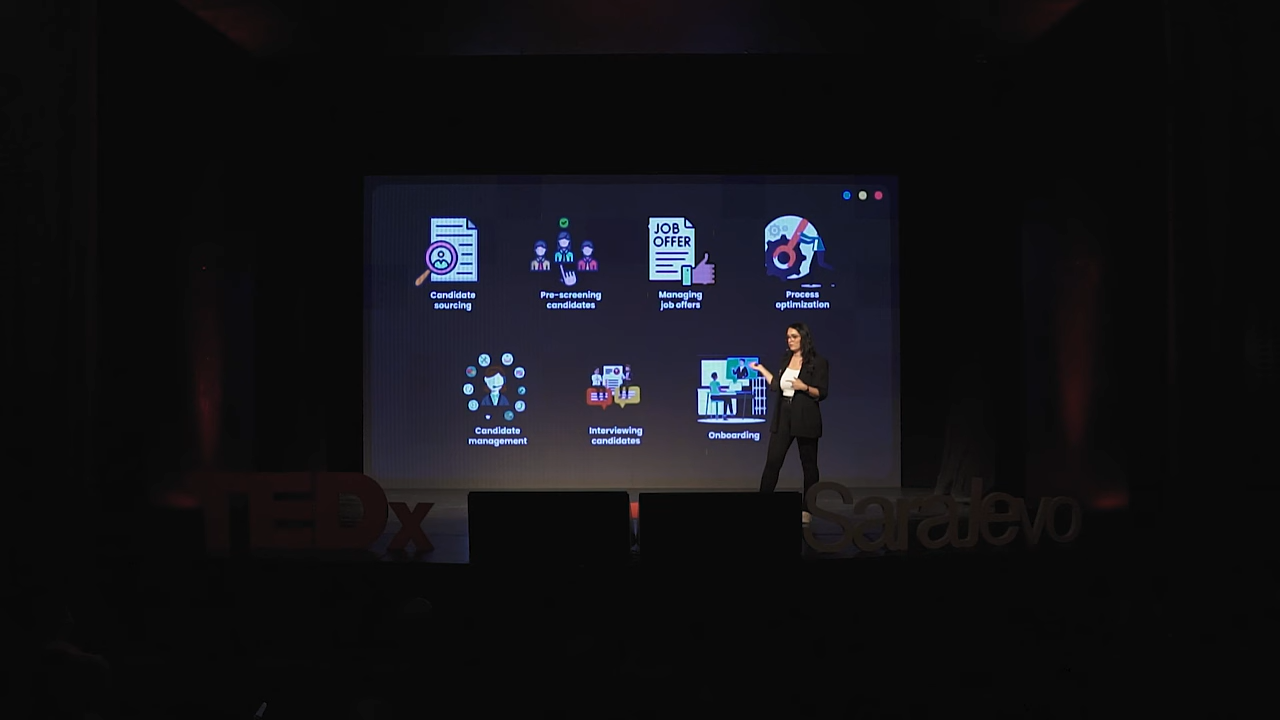 JOB
OFFER
Candidate
sourcing
Pre-screening
candidates
Managing
job offers
Process
optimization
Candidate
management
Interviewing
candidates
Onboarding
TEDx
Sarajevo